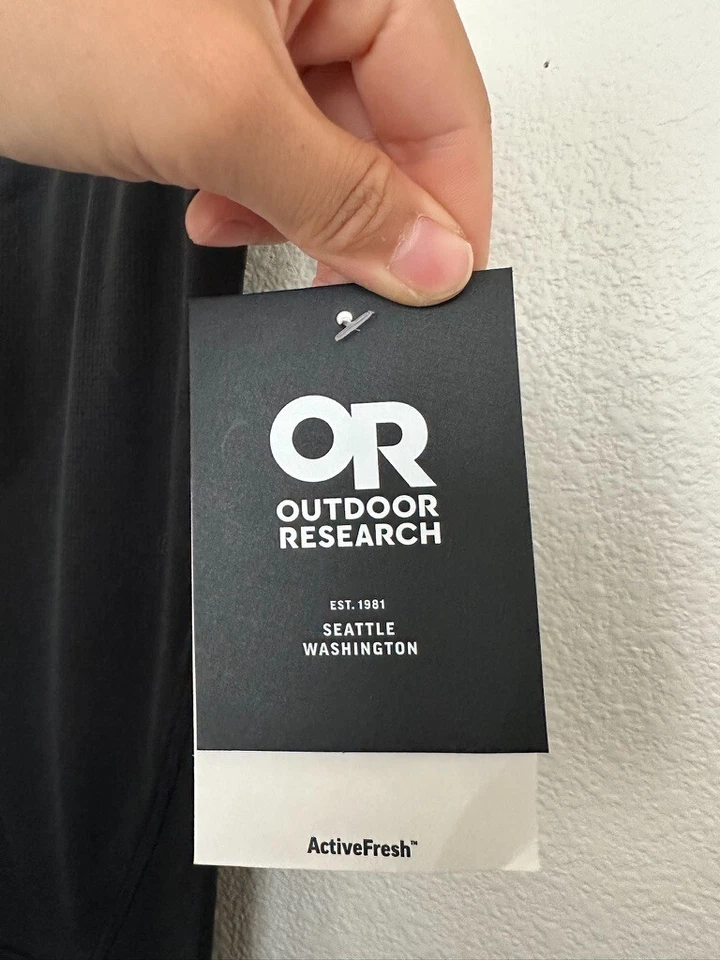 OR
OUTDOOR
RESEARCH
EST. 1981
SEATTLE
WASHINGTON
ActiveFresh™